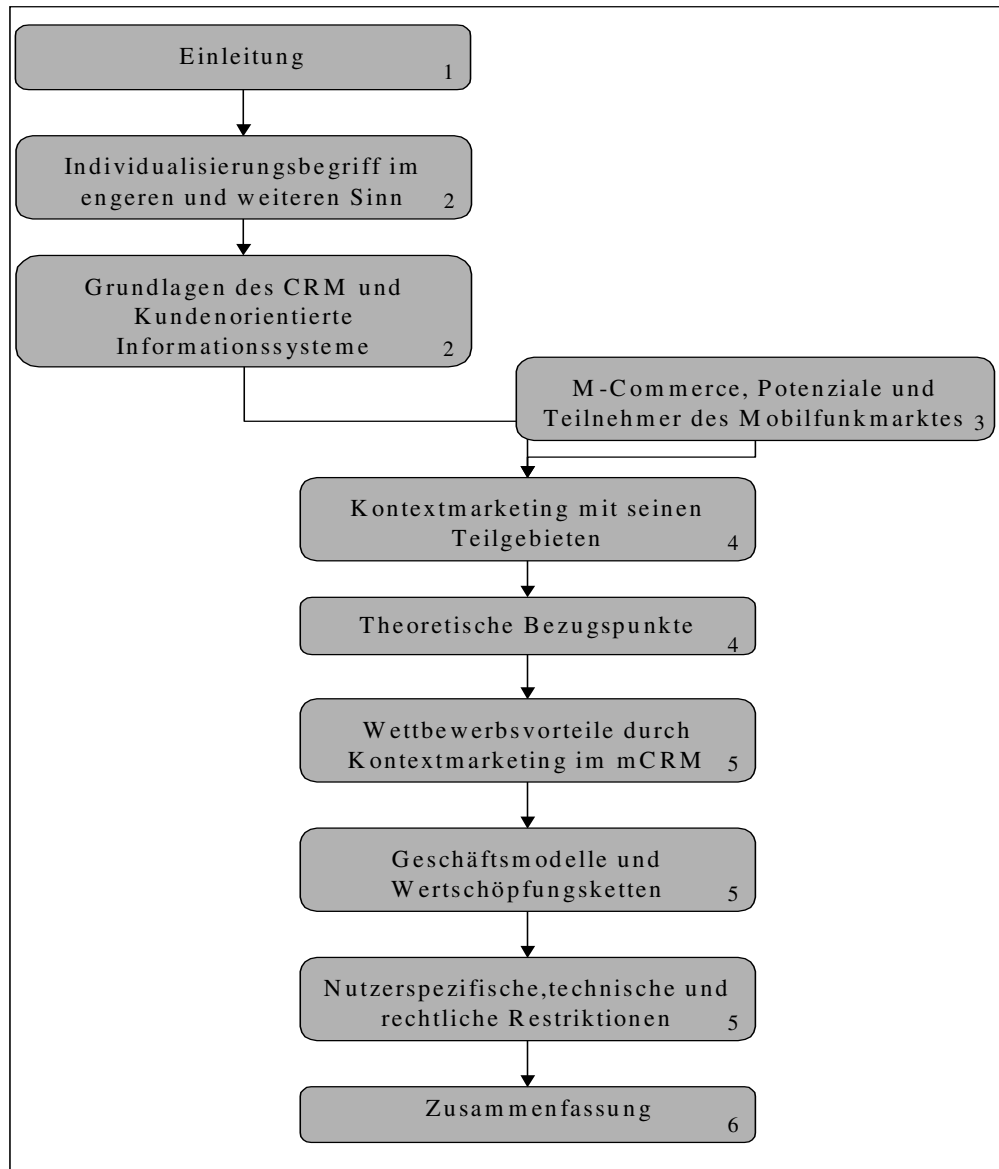 Einleitung
1
Individualisierungsbegriff im
engeren und weiteren Sinn
2
Grundlagen des CRM und
Kundenorientierte
Informationssysteme
2
M-Commerce, Potenziale und
Teilnehmer des Mobilfunkmarktes
3
Kontextmarketing mit seinen
Teilgebieten
4
Theoretische Bezugspunkte
4
Wettbewerbsvorteile durch
Kontextmarketing im mCRM
5
Geschäftsmodelle und
Wertschöpfungsketten
5
Nutzerspezifische,technische und
rechtliche Restriktionen
5
Zusammenfassung
6